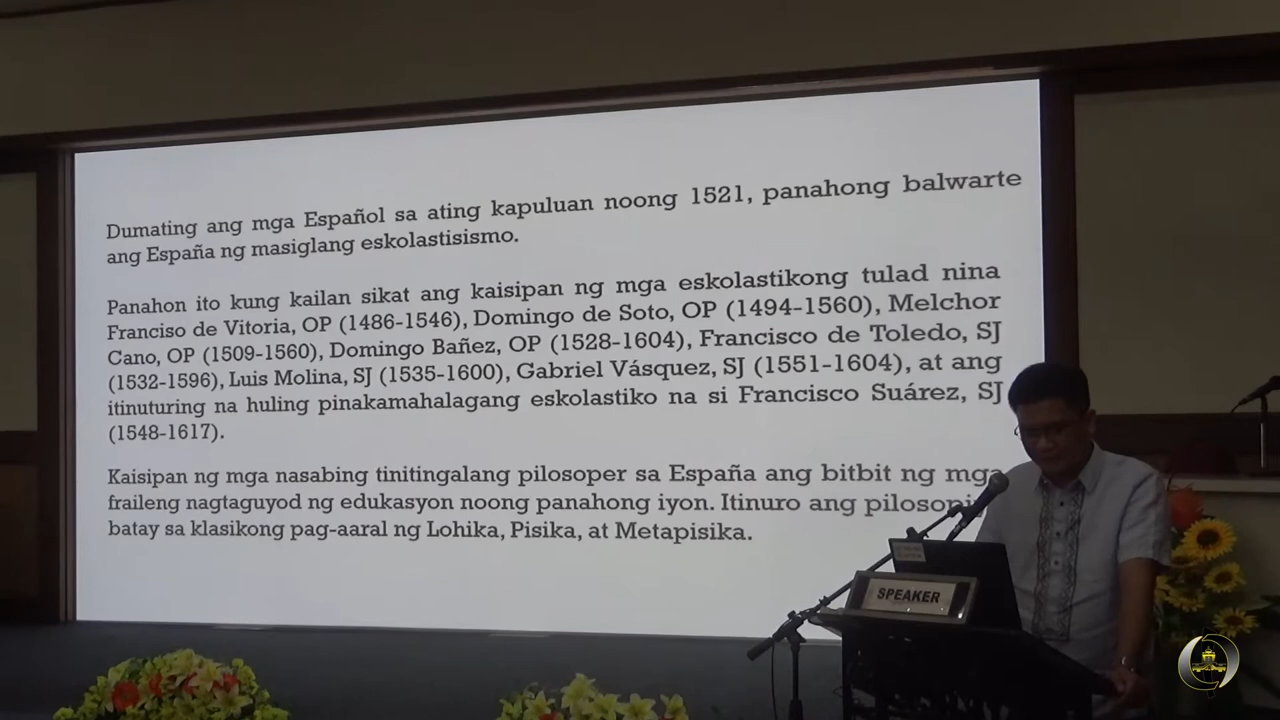 Dumating ang mga Español sa ating kapuluan noong 1521, panahong balwarte
ang España ng masiglang eskolastisismo.
Panahon ito kung kailan sikat ang kaisipan ng mga eskolastikong tulad nina
Franciso de Vitoria, OP (1486-1546), Domingo de Soto, OP (1494-1560), Melchor
Cano, OP (1509-1560), Domingo Bañez, OP (1528-1604), Francisco de Toledo, SJ
(1532-1596), Luis Molina, SJ (1535-1600), Gabriel Vásquez, SJ (1551-1604), at ang
itinuturing na huling pinakamahalagang eskolastiko na si Francisco Suárez, SJ
(1548-1617).
Kaisipan ng mga nasabing tinitingalang pilosoper sa España ang bitbit ng mga
fraileng nagtaguyod ng edukasyon noong panahong iyon. Itinuro ang
batay sa klasikong pag-aaral ng Lohika, Pisika, at Metapisika.
SPEAKER